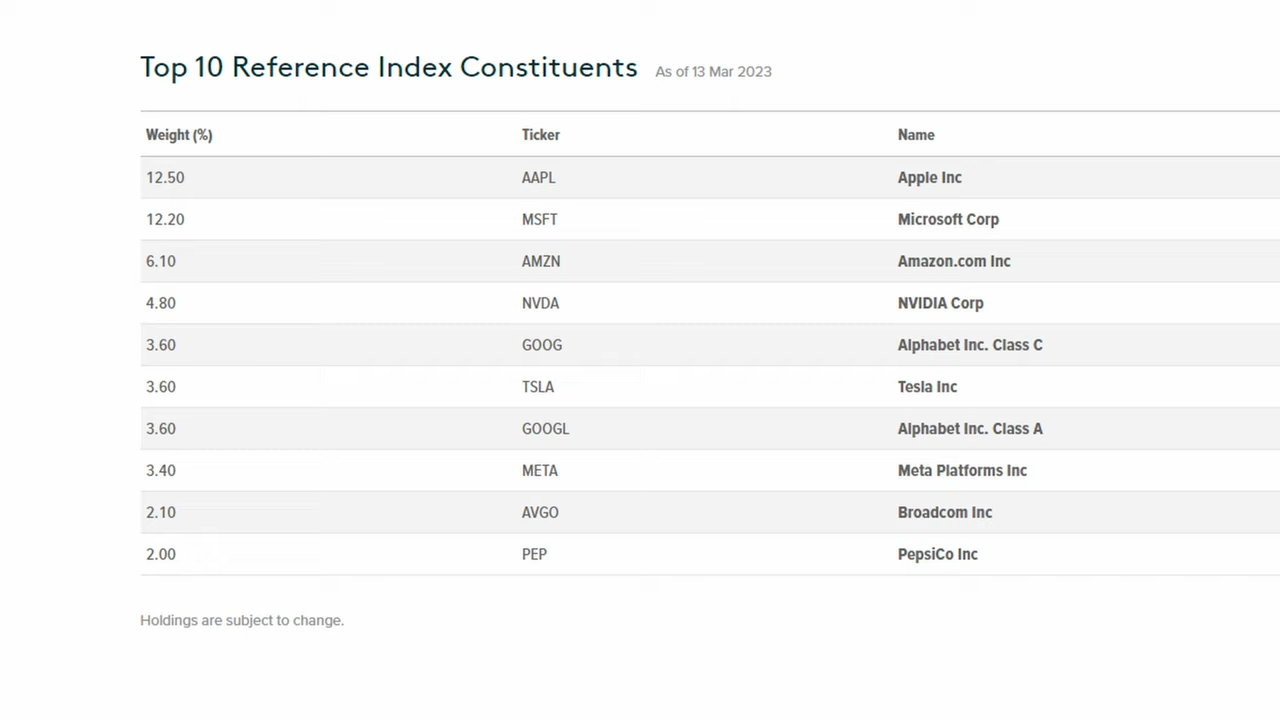 Top 10 Reference Index Constituents As of 13 Mar 2023
Weight (%) Ticker Name
12.50 AAPL Apple Inc
12.20 MSFT Microsoft Corp
6.10 AMZN Amazon.com Inc
4.80 NVDA NVIDIA Corp
3.60 GOOG Alphabet Inc. Class C
3.60 TSLA Tesla Inc
3.60 GOOGL Alphabet Inc. Class A
3.40 META Meta Platforms Inc
2.10 AVGO Broadcom Inc
2.00 PEP PepsiCo Inc
Holdings are subject to change.